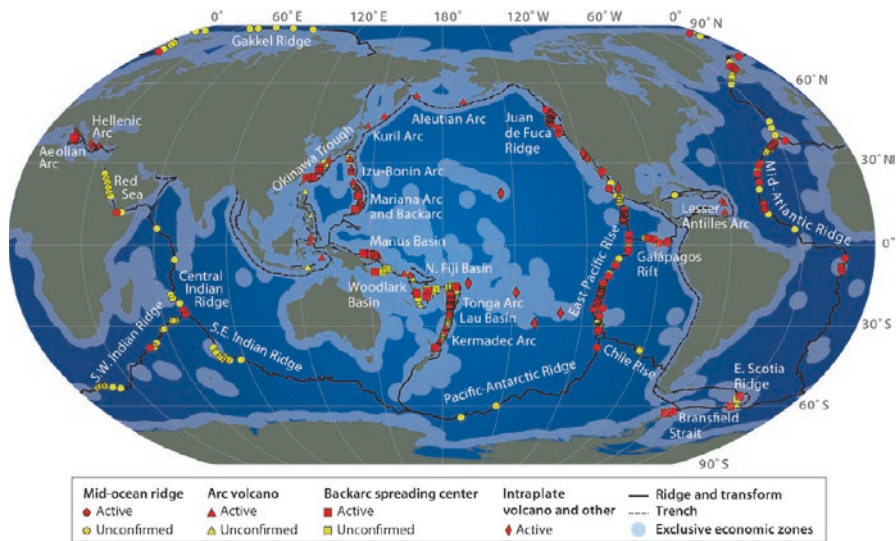 0° 60°E 120°E 180° 120°W 60°W 0° 90°N
Gakkel Ridge
60°N
Hellenic Arc
Aeolian Arc
Aleutian Arc
Kuril Arc
Juan de Fuca Ridge
Okinawa Trough
30°N
Izu-Bonin Arc
Red Sea
Mid-Atlantic Ridge
Mariana Arc and Backarc
Lesser Antilles Arc
Manus Basin
0°
Galápagos Rift
East Pacific Rise
N. Fiji Basin
Central Indian Ridge
Woodlark Basin
Tonga Arc
Lau Basin
30°S
S.W. Indian Ridge
S.E. Indian Ridge
Kermadec Arc
Chile Rise
E. Scotia Ridge
Pacific-Antarctic Ridge
60°S
Bransfield Strait
90°S
Mid-ocean ridge
Active
Unconfirmed
Arc volcano
Active
Unconfirmed
Backarc spreading center
Active
Unconfirmed
Intraplate
volcano and other
Active
Ridge and transform
Trench
Exclusive economic zones